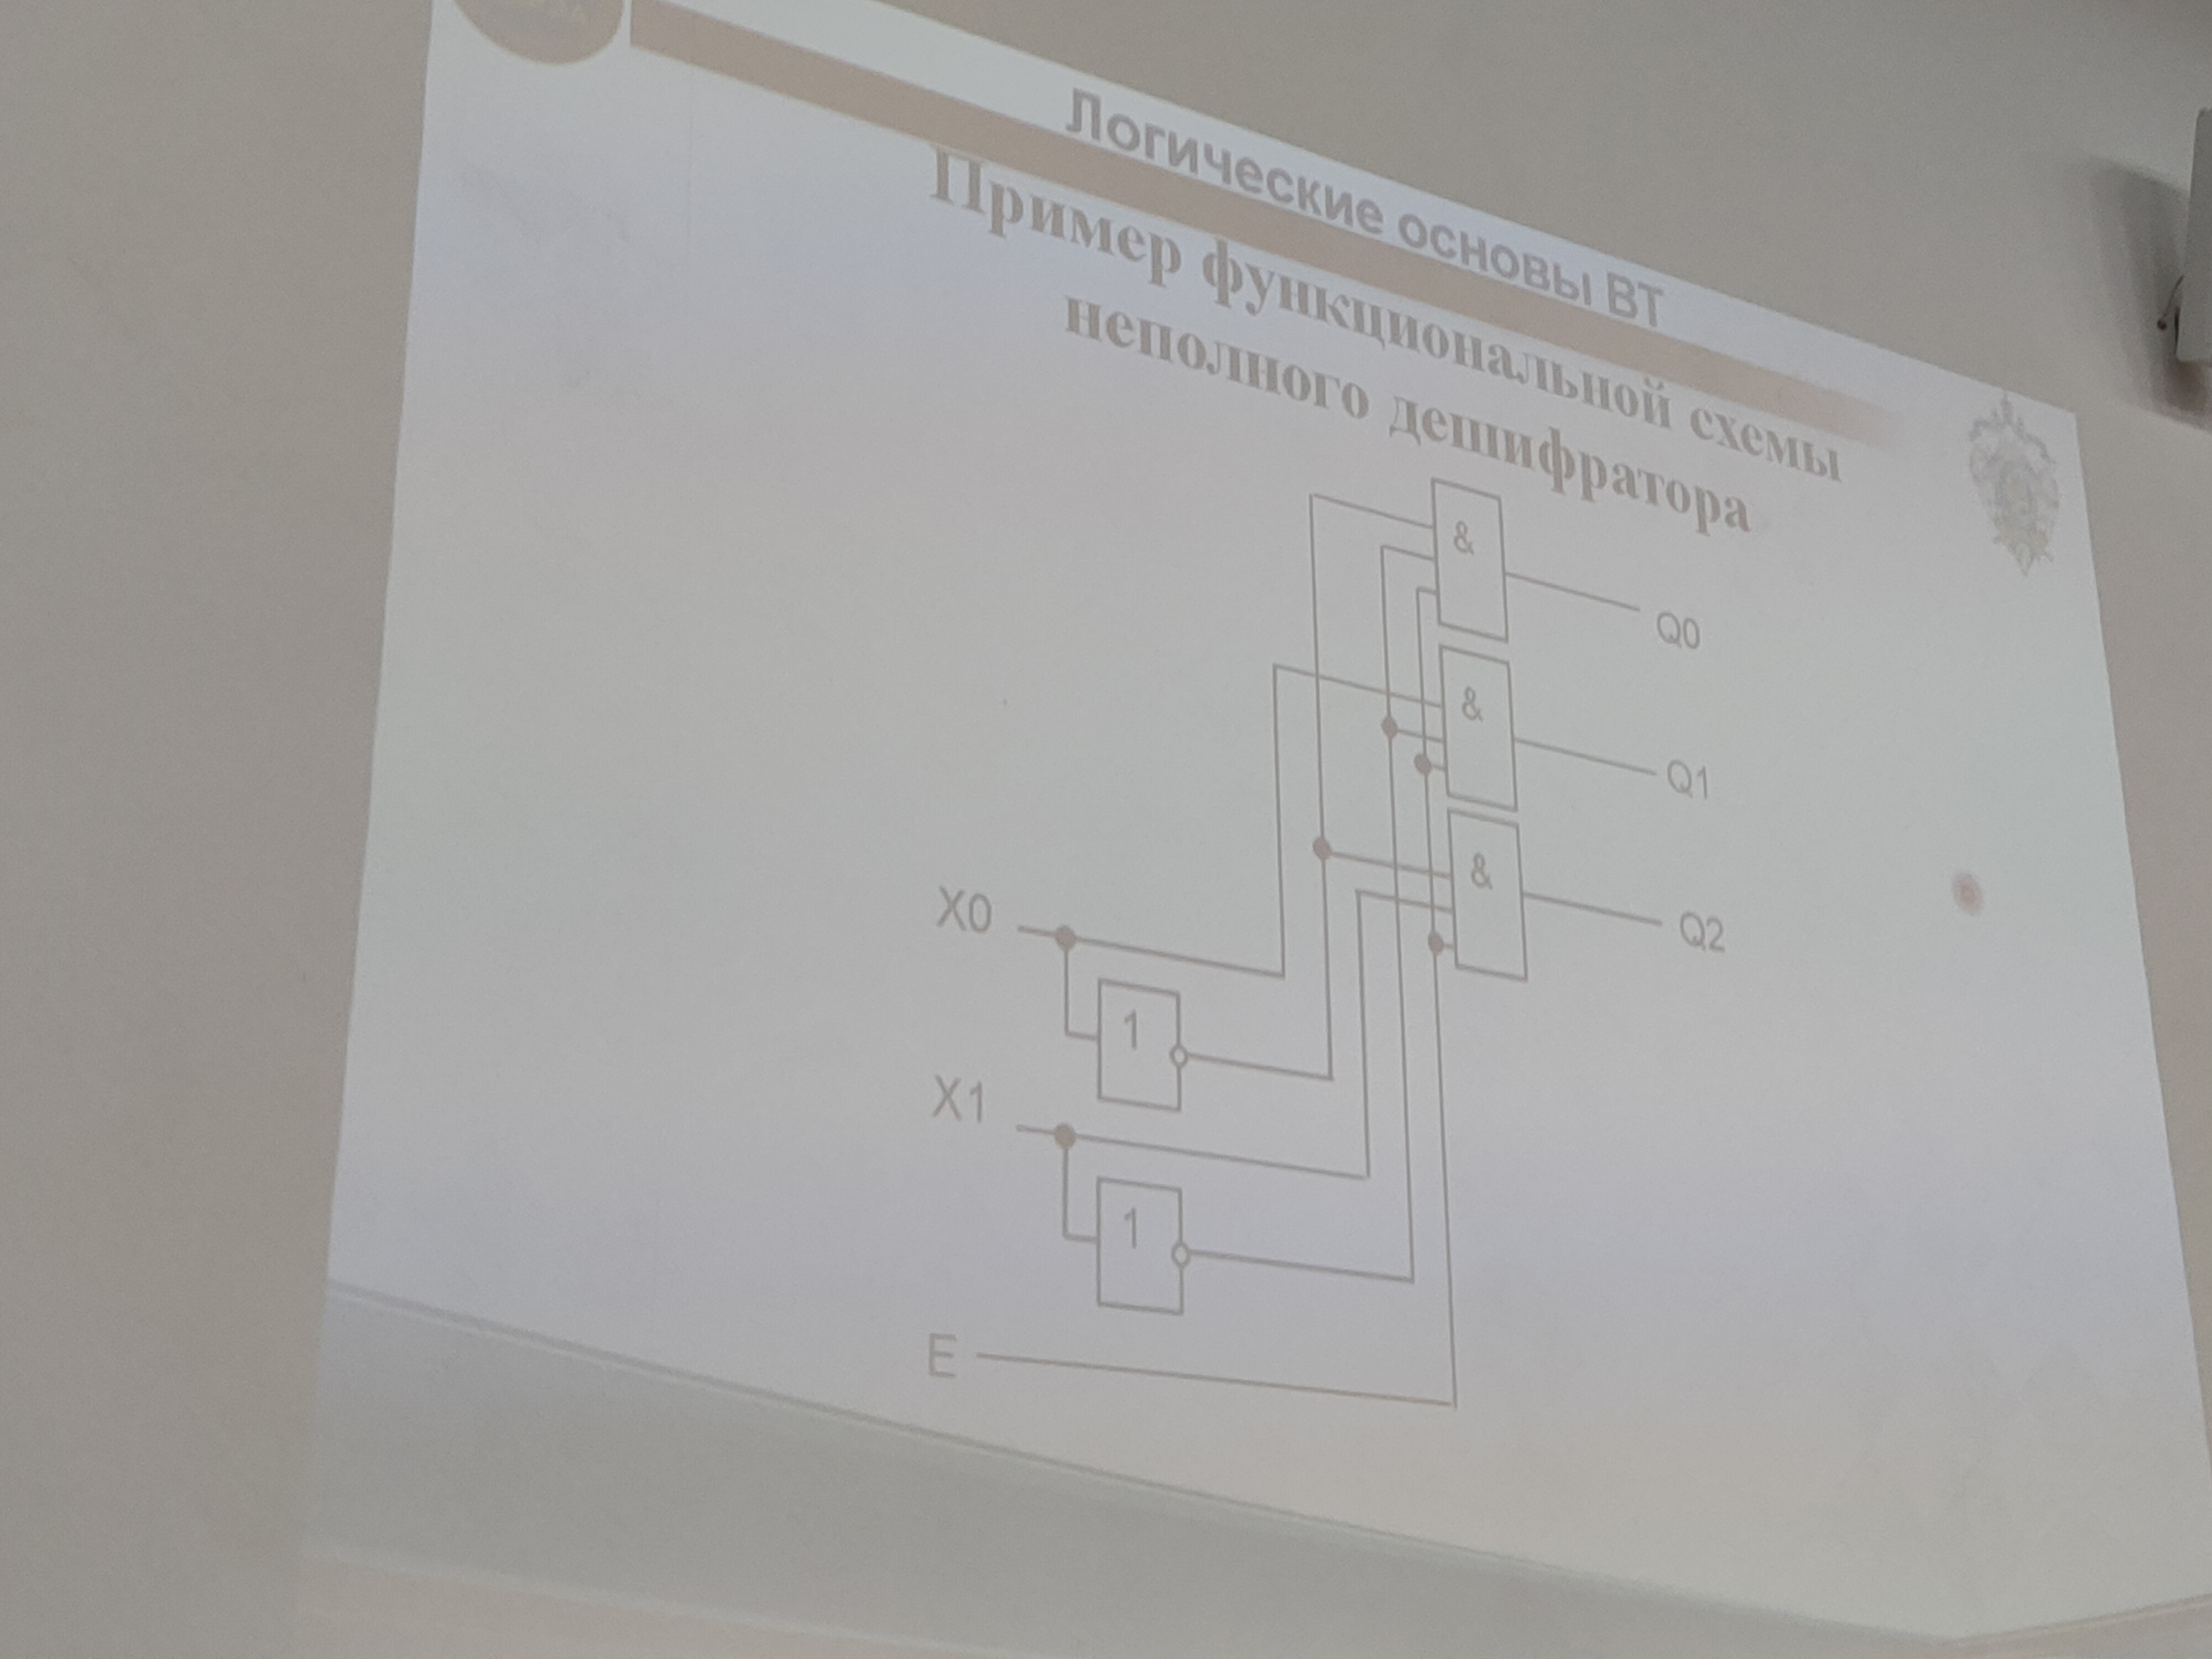 Логические основы ВТ
Пример функциональной схемы
неполного дешифратора
&
Q0
&
Q1
&
Q2
X0
1
X1
1
E